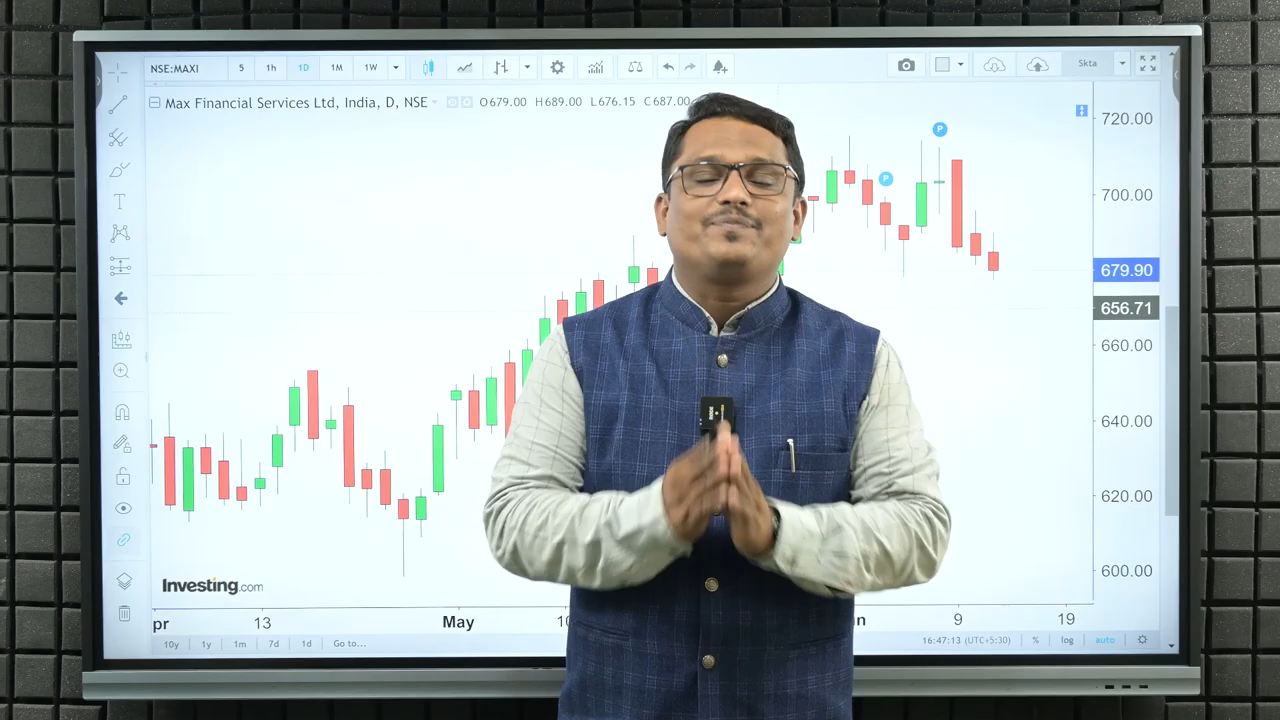 NSE:MAXI 5 1h 1D 1M 1W Skta
Max Financial Services Ltd, India, D, NSE O679.00 H689.00 L676.15 C687.00
P
P
720.00
700.00
679.90
656.71
660.00
640.00
620.00
600.00
T
RODE
Investing.com
pr 13 May 9 19
10y 1y 1m 7d 1d Go to... 16:47:13 (UTC+5:30) % log auto